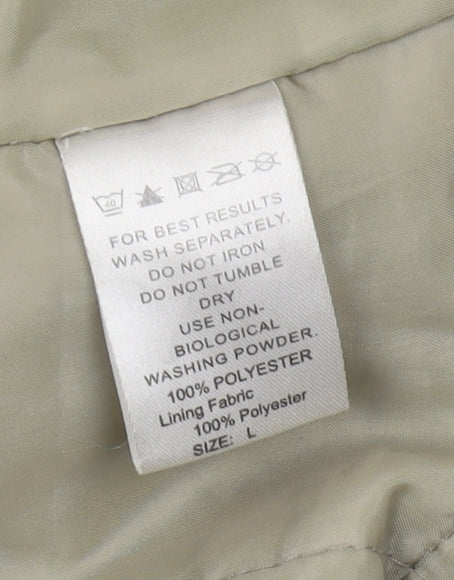 40
FOR BEST RESULTS
WASH SEPARATELY.
DO NOT IRON
DO NOT TUMBLE
DRY
USE NON-
BIOLOGICAL
WASHING POWDER.
100% POLYESTER
Lining Fabric
100% Polyester
SIZE: L